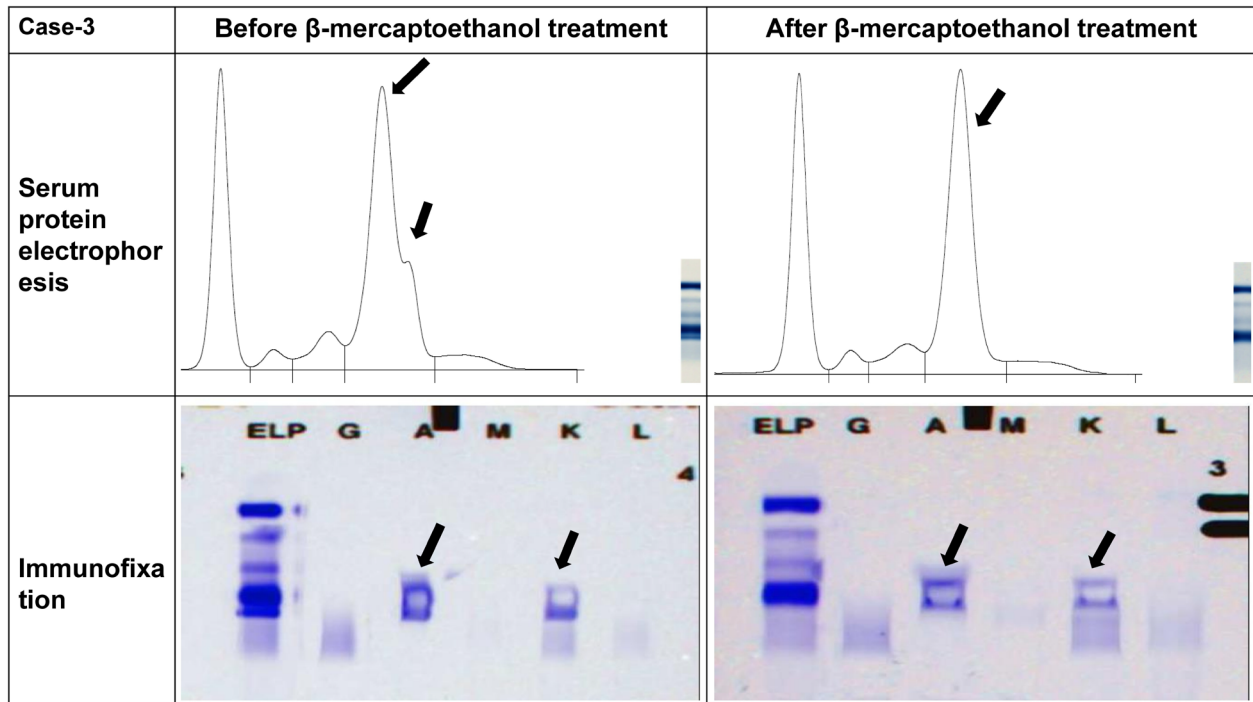 Case-3
Before β-mercaptoethanol treatment
After β-mercaptoethanol treatment
Serum
protein
electrophor
esis
Immunofixa
tion
ELP G A M K L
4
ELP G A M K L
3